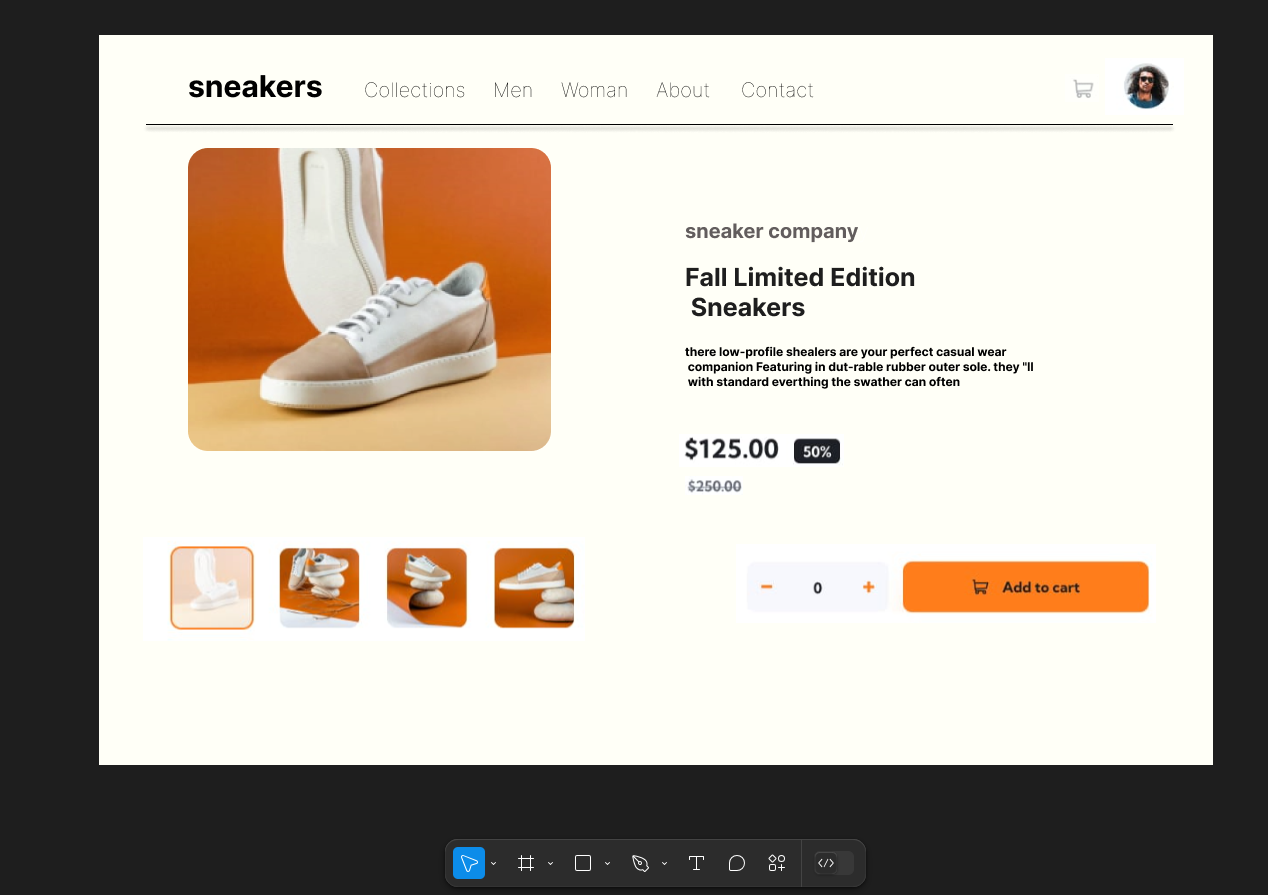 sneakers Collections Men Woman About Contact
sneaker company
Fall Limited Edition
Sneakers
there low-profile shealers are your perfect casual wear
companion Featuring in dut-rable rubber outer sole. they "ll
with standard everthing the swather can often
$125.00 50%
$250.00
− 0 + Add to cart